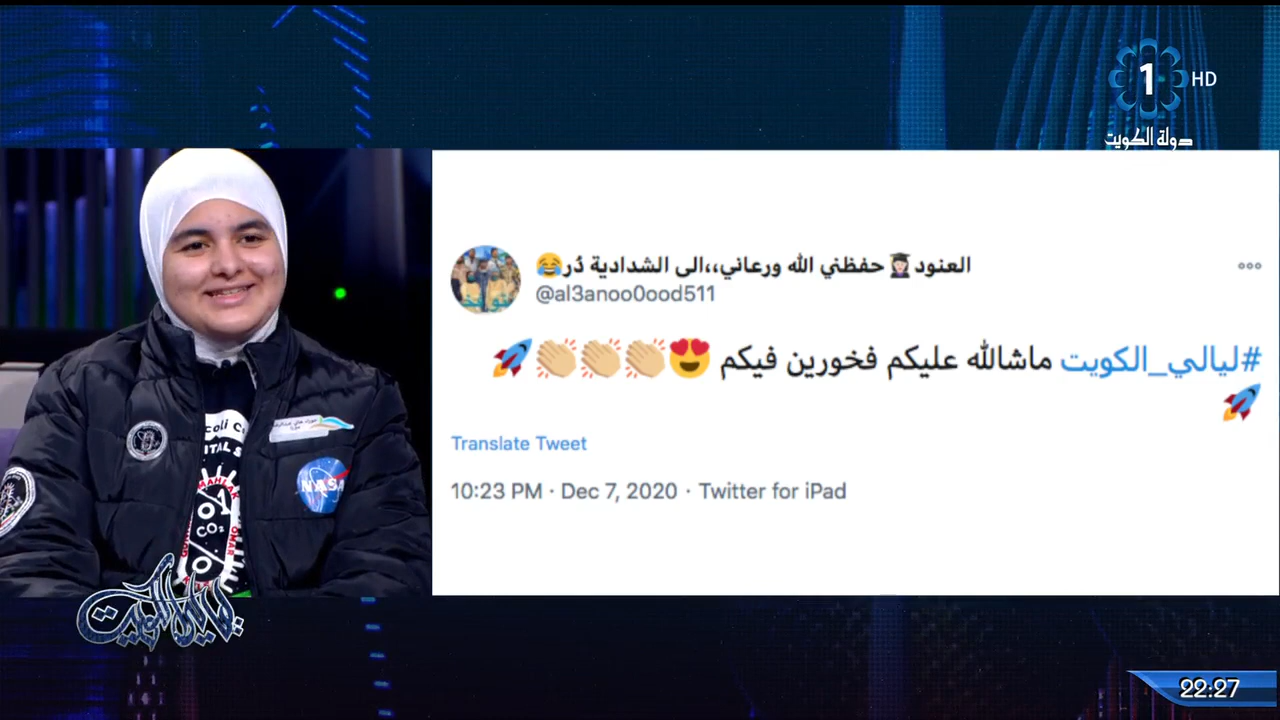 1 HD
دولة الكويت
العنود👩🏻‍🎓حفظني الله ورعاني،،الى الشدادية دُر😂
@al3anoo0ood511
#ليالي_الكويت ماشالله عليكم فخورين فيكم 😍👏🏼👏🏼👏🏼🚀
🚀
Translate Tweet
10:23 PM · Dec 7, 2020 · Twitter for iPad
NASA
CO₂
ليالي الكويت
22:27